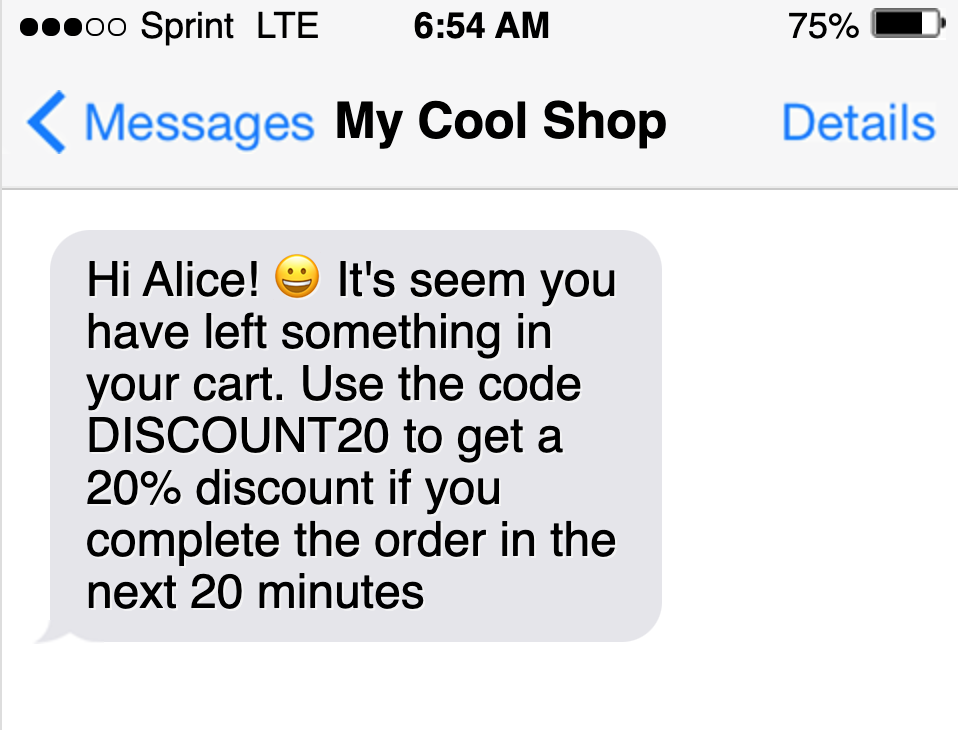 Sprint LTE 6:54 AM 75%
Messages My Cool Shop Details
Hi Alice! 😀 It's seem you
have left something in
your cart. Use the code
DISCOUNT20 to get a
20% discount if you
complete the order in the
next 20 minutes